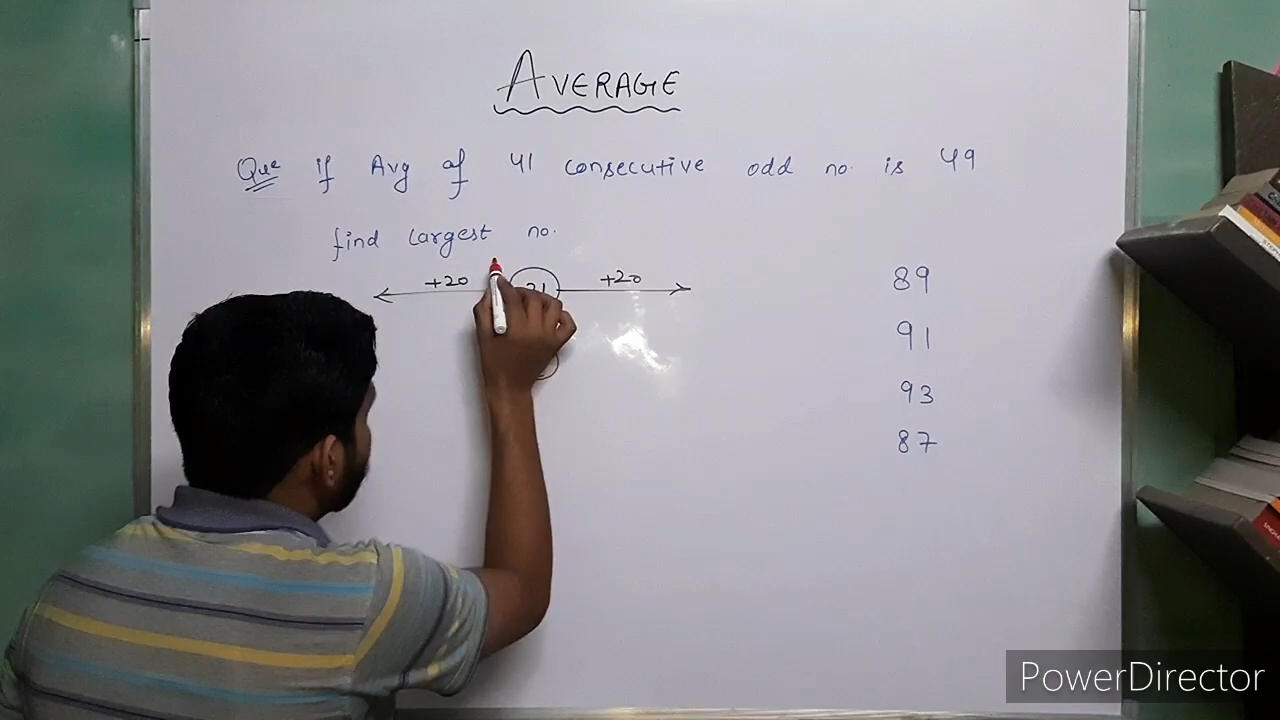 AVERAGE
Que if Avg of 41 consecutive odd no. is 49
find largest no.
+20 21 +20
89
91
93
87
PowerDirector